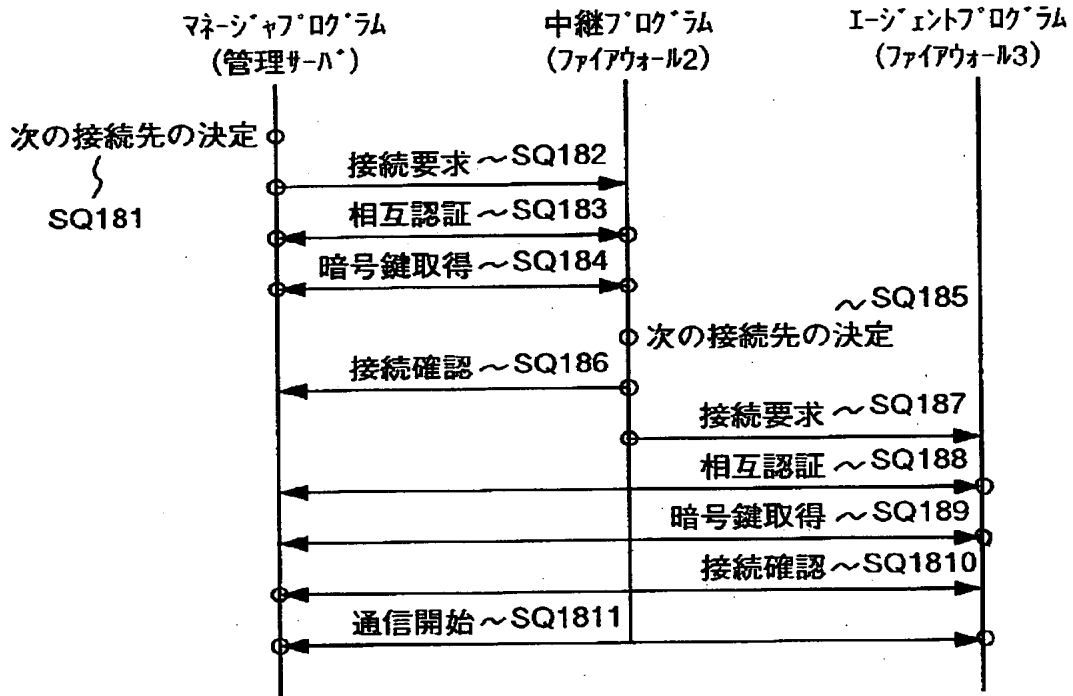 マネージャプログラム
(管理サーバ)
中継プログラム
(ファイアウォール2)
エージェントプログラム
(ファイアウォール3)
次の接続先の決定
~
SQ181
接続要求~SQ182
相互認証~SQ183
暗号鍵取得~SQ184
~SQ185
次の接続先の決定
接続確認~SQ186
接続要求~SQ187
相互認証~SQ188
暗号鍵取得~SQ189
接続確認~SQ1810
通信開始~SQ1811